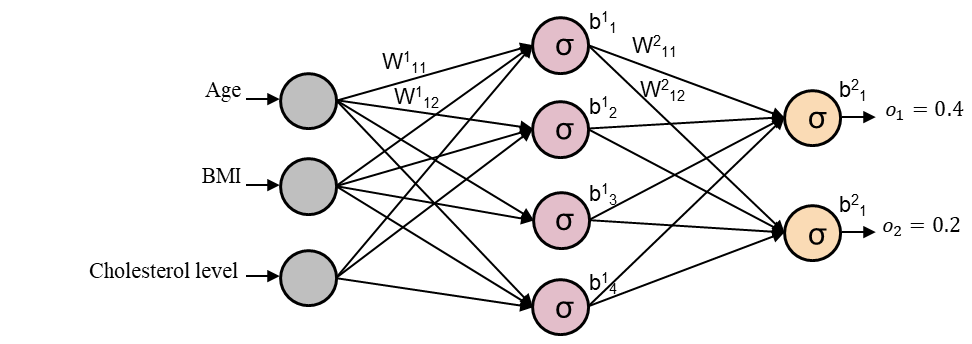 b¹₁
W¹₁₁
W²₁₁
σ
Age
W¹₁₂
W²₁₂
b¹₂
b²₁
σ
σ
o₁ = 0.4
BMI
b¹₃
b²₁
σ
σ
o₂ = 0.2
Cholesterol level
b¹₄
σ